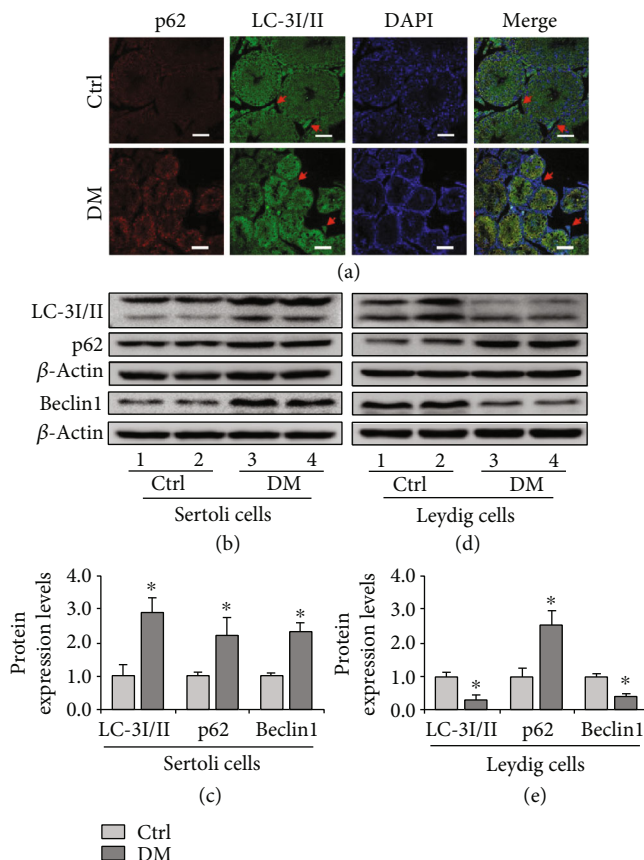 p62 LC-3I/II DAPI Merge
Ctrl
DM
(a)
LC-3I/II
p62
β-Actin
Beclin1
β-Actin
1 2 3 4 1 2 3 4
Ctrl DM Ctrl DM
Sertoli cells Leydig cells
(b) (d)
Protein
expression levels
4.0
3.0
2.0
1.0
0.0
* * *
LC-3I/II p62 Beclin1
Sertoli cells
(c)
Protein
expression levels
4.0
3.0
2.0
1.0
0.0
* * *
LC-3I/II p62 Beclin1
Leydig cells
(e)
Ctrl
DM